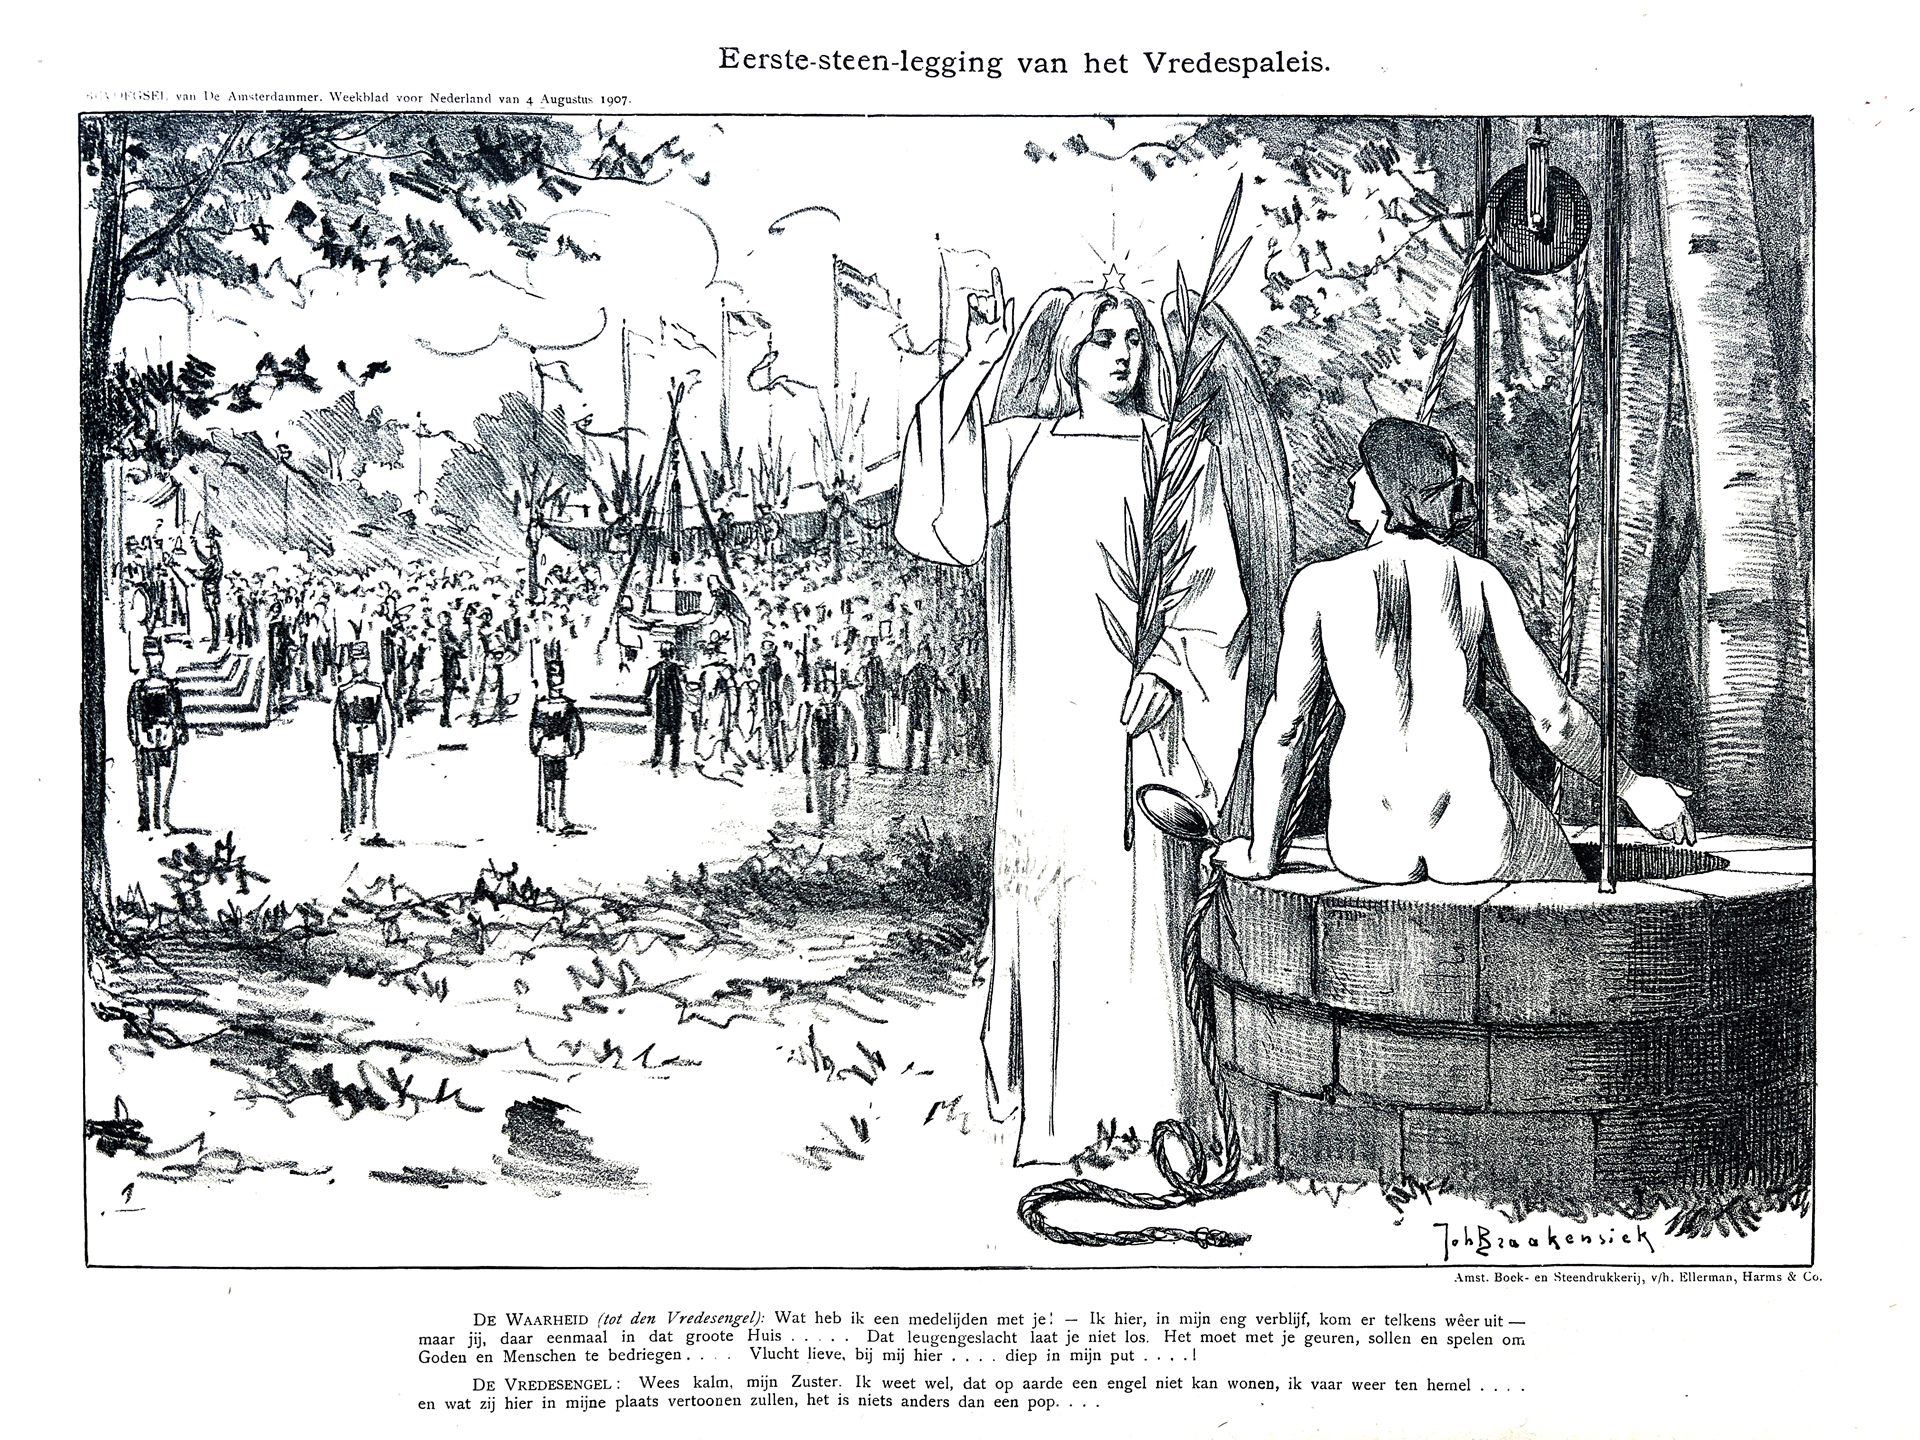 Eerste-steen-legging van het Vredespaleis.
van De Amsterdammer. Weekblad voor Nederland van 4 Augustus 1907.
1
Joh Braakensiek
Amst. Boek- en Steendrukkerij, v/h. Ellerman, Harms & Co.
DE WAARHEID (tot den Vredesengel): Wat heb ik een medelijden met je! — Ik hier, in mijn eng verblijf, kom er telkens wêer uit —
maar jij, daar eenmaal in dat groote Huis . . . . . Dat leugengeslacht laat je niet los. Het moet met je geuren, sollen en spelen om
Goden en Menschen te bedriegen . . . . Vlucht lieve, bij mij hier . . . . diep in mijn put . . . . !
DE VREDESENGEL: Wees kalm, mijn Zuster. Ik weet wel, dat op aarde een engel niet kan wonen, ik vaar weer ten hemel . . . .
en wat zij hier in mijne plaats vertoonen zullen, het is niets anders dan een pop. . . .